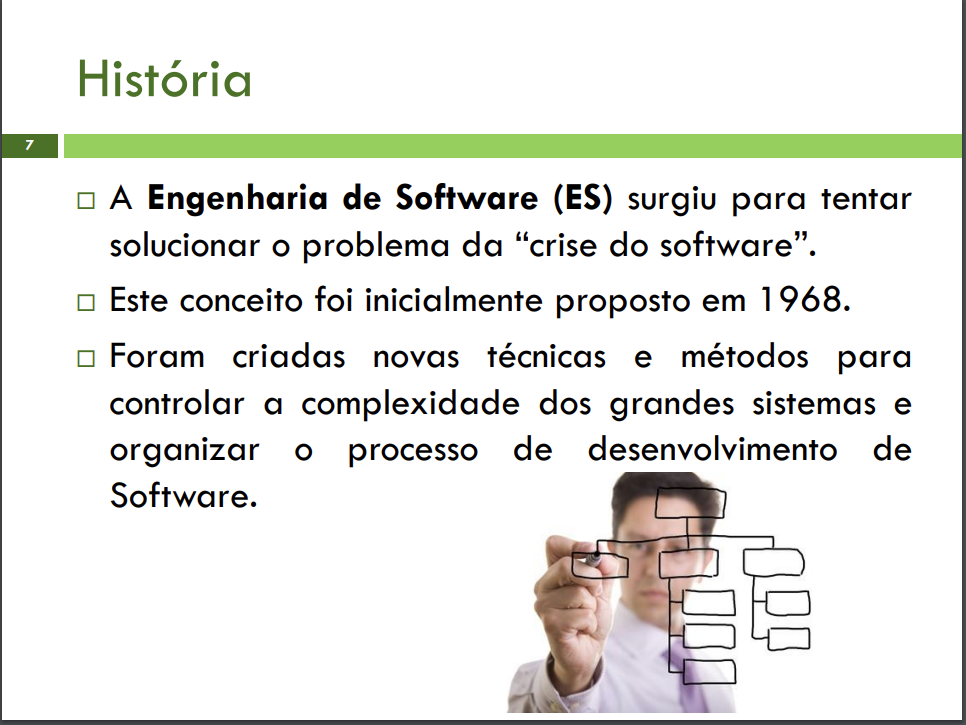 História
7
A Engenharia de Software (ES) surgiu para tentar
solucionar o problema da “crise do software”.
Este conceito foi inicialmente proposto em 1968.
Foram criadas novas técnicas e métodos para
controlar a complexidade dos grandes sistemas e
organizar o processo de desenvolvimento de
Software.